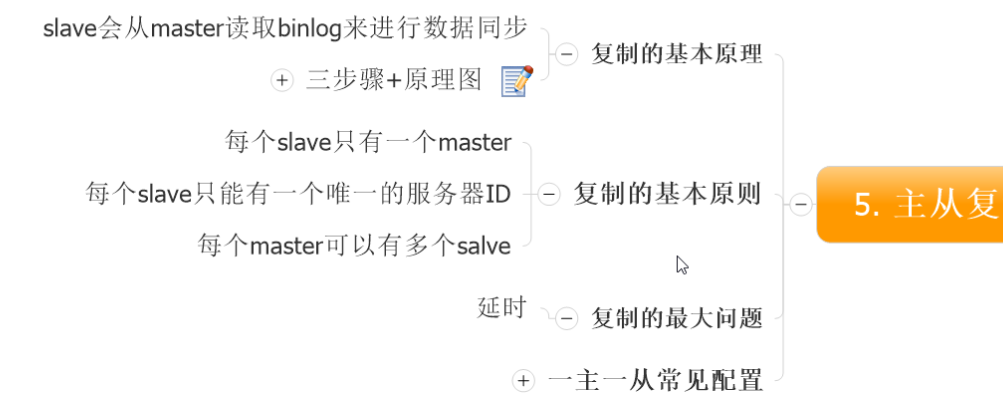 slave会从master读取binlog来进行数据同步
三步骤+原理图
复制的基本原理
每个slave只有一个master
每个slave只能有一个唯一的服务器ID
每个master可以有多个salve
复制的基本原则
延时
复制的最大问题
一主一从常见配置
5. 主从复